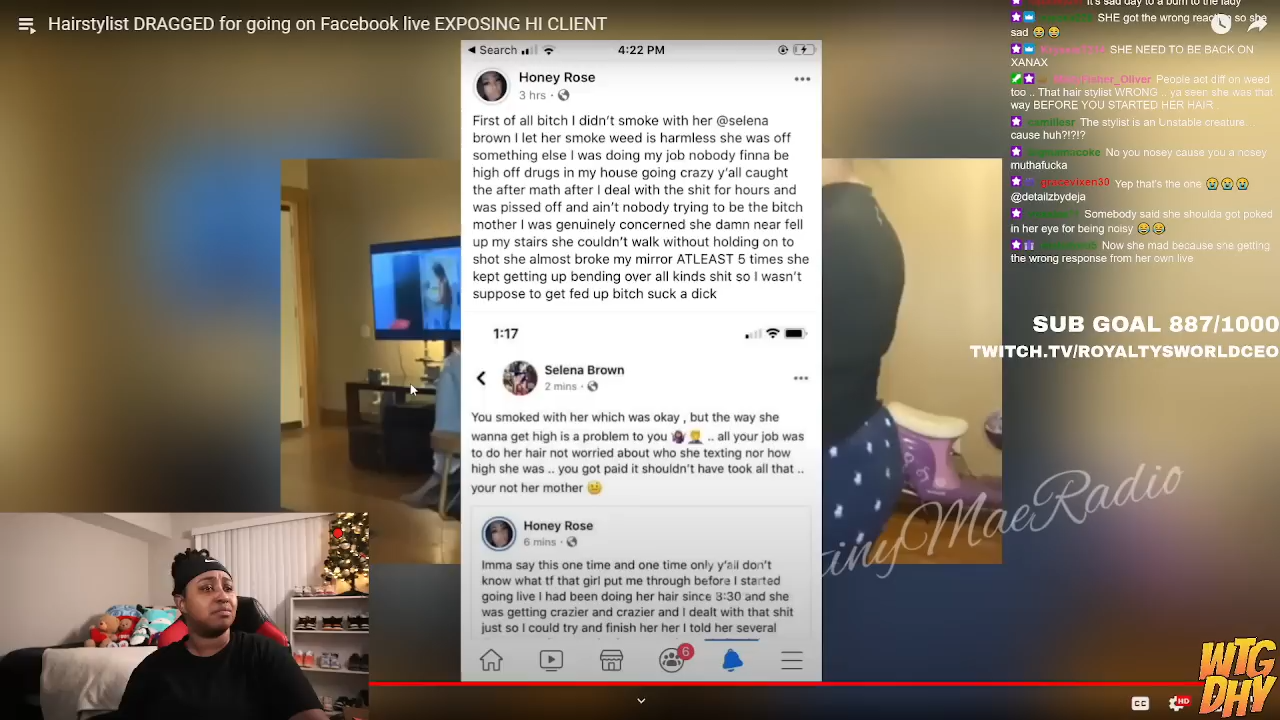 Hairstylist DRAGGED for going on Facebook live EXPOSING HI CLIENT
Search
4:22 PM
Honey Rose
3 hrs
First of all bitch I didn't smoke with her @selena
brown I let her smoke weed is harmless she was off
something else I was doing my job nobody finna be
high off drugs in my house going crazy y'all caught
the after math after I deal with the shit for hours and
was pissed off and ain't nobody trying to be the bitch
mother I was genuinely concerned she damn near fell
up my stairs she couldn't walk without holding on to
shot she almost broke my mirror ATLEAST 5 times she
kept getting up bending over all kinds shit so I wasn't
suppose to get fed up bitch suck a dick
1:17
Selena Brown
2 mins
You smoked with her which was okay , but the way she
wanna get high is a problem to you 🤦 .. all your job was
to do her hair not worried about who she texting nor how
high she was .. you got paid it shouldn't have took all that ..
your not her mother
Honey Rose
6 mins
Imma say this one time and one time only y'all don't
know what tf that girl put me through before I started
going live I had been doing her hair since 8:30 and she
was getting crazier and crazier and I dealt with that shit
just so I could try and finish her her I told her several
6
It's sad day to a bum to the lady
SHE got the wrong reaction so she
sad 😂 😂
SHE NEED TO BE BACK ON
XANAX
Fisher_Oliver People act diff on weed
too .. That hair stylist WRONG .. ya seen she was that
way BEFORE YOU STARTED HER HAIR .
The stylist is an Unstable creature
cause huh?!?!?
No you nosey cause you a nosey
muthafucka
gracevixen30 Yep that's the one 😭😭😭
@detailzbydeja
Somebody said she shoulda got poked
in her eye for being noisy 😂 😂
Now she mad because she getting
the wrong response from her own live
SUB GOAL 887/1000
TWITCH.TV/ROYALTYSWORLDCEO
tinyMaeRadio
CC
HD
WTG
DHY